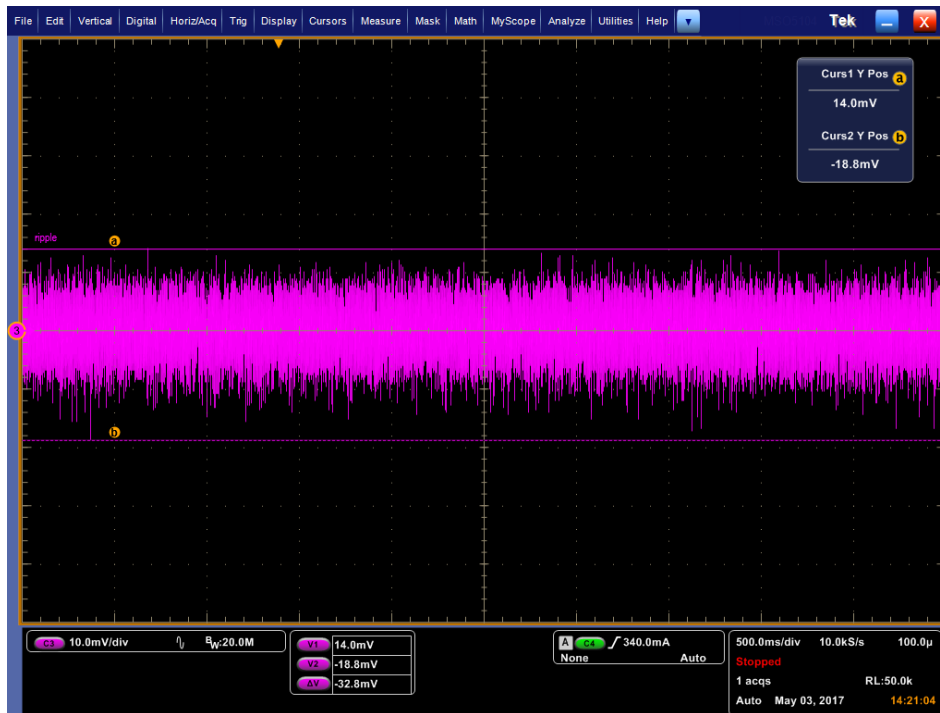 File Edit Vertical Digital Horiz/Acq Trig Display Cursors Measure Mask Math MyScope Analyze Utilities Help Tek X
Curs1 Y Pos a
14.0mV
Curs2 Y Pos b
-18.8mV
ripple
a
3
b
C3 10.0mV/div BW:20.0M
V1 14.0mV
V2 -18.8mV
ΔV -32.8mV
A C4 340.0mA
None Auto
500.0ms/div 10.0kS/s 100.0µ
Stopped
1 acqs RL:50.0k
Auto May 03, 2017 14:21:04